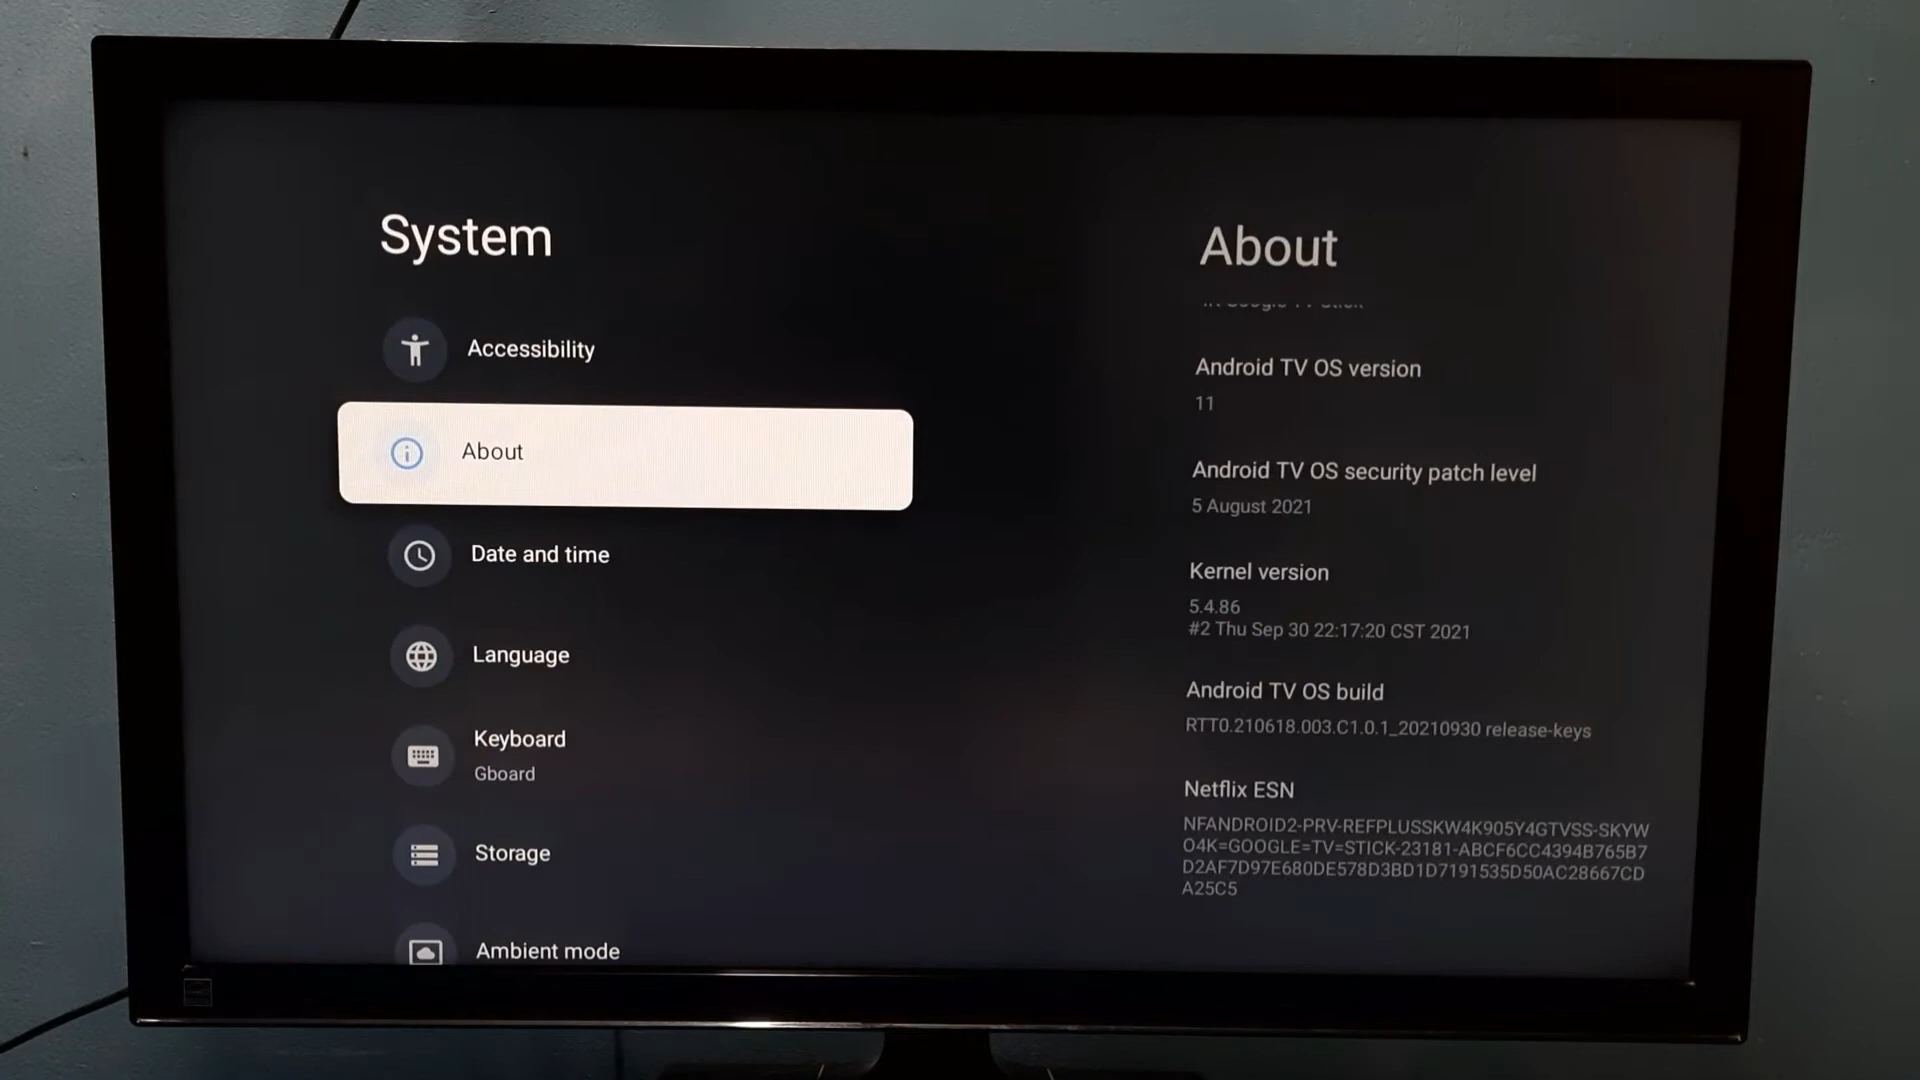 System
Accessibility
About
Date and time
Language
Keyboard
Gboard
Storage
Ambient mode
About
Google TV Stick
Android TV OS version
11
Android TV OS security patch level
5 August 2021
Kernel version
5.4.86
#2 Thu Sep 30 22:17:20 CST 2021
Android TV OS build
RTT0.210618.003.C1.0.1_20210930 release-keys
Netflix ESN
NFANDROID2-PRV-REFPLUSSKW4K905Y4GTVSS-SKYW
O4K=GOOGLE=TV=STICK-23181-ABCF6CC4394B765B7
D2AF7D97E680DE578D3BD1D7191535D50AC28667CD
A25C5